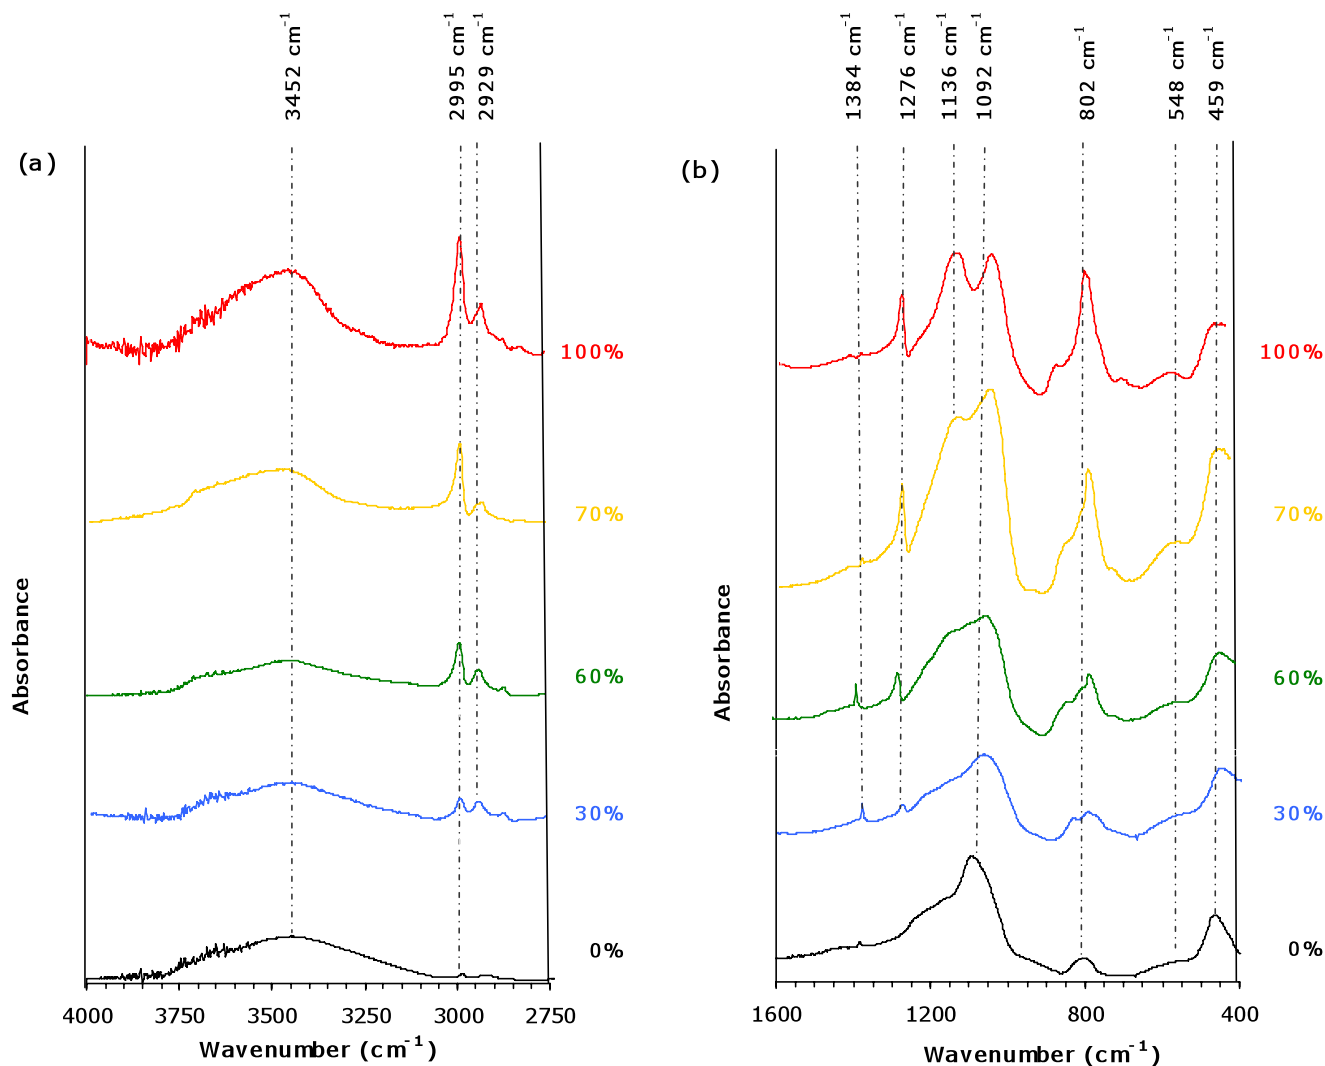 3452 cm⁻¹
2995 cm⁻¹
2929 cm⁻¹
(a)
Absorbance
100%
70%
60%
30%
0%
4000 3750 3500 3250 3000 2750
Wavenumber (cm⁻¹)
1384 cm⁻¹
1276 cm⁻¹
1136 cm⁻¹
1092 cm⁻¹
802 cm⁻¹
548 cm⁻¹
459 cm⁻¹
(b)
Absorbance
100%
70%
60%
30%
0%
1600 1200 800 400
Wavenumber (cm⁻¹)